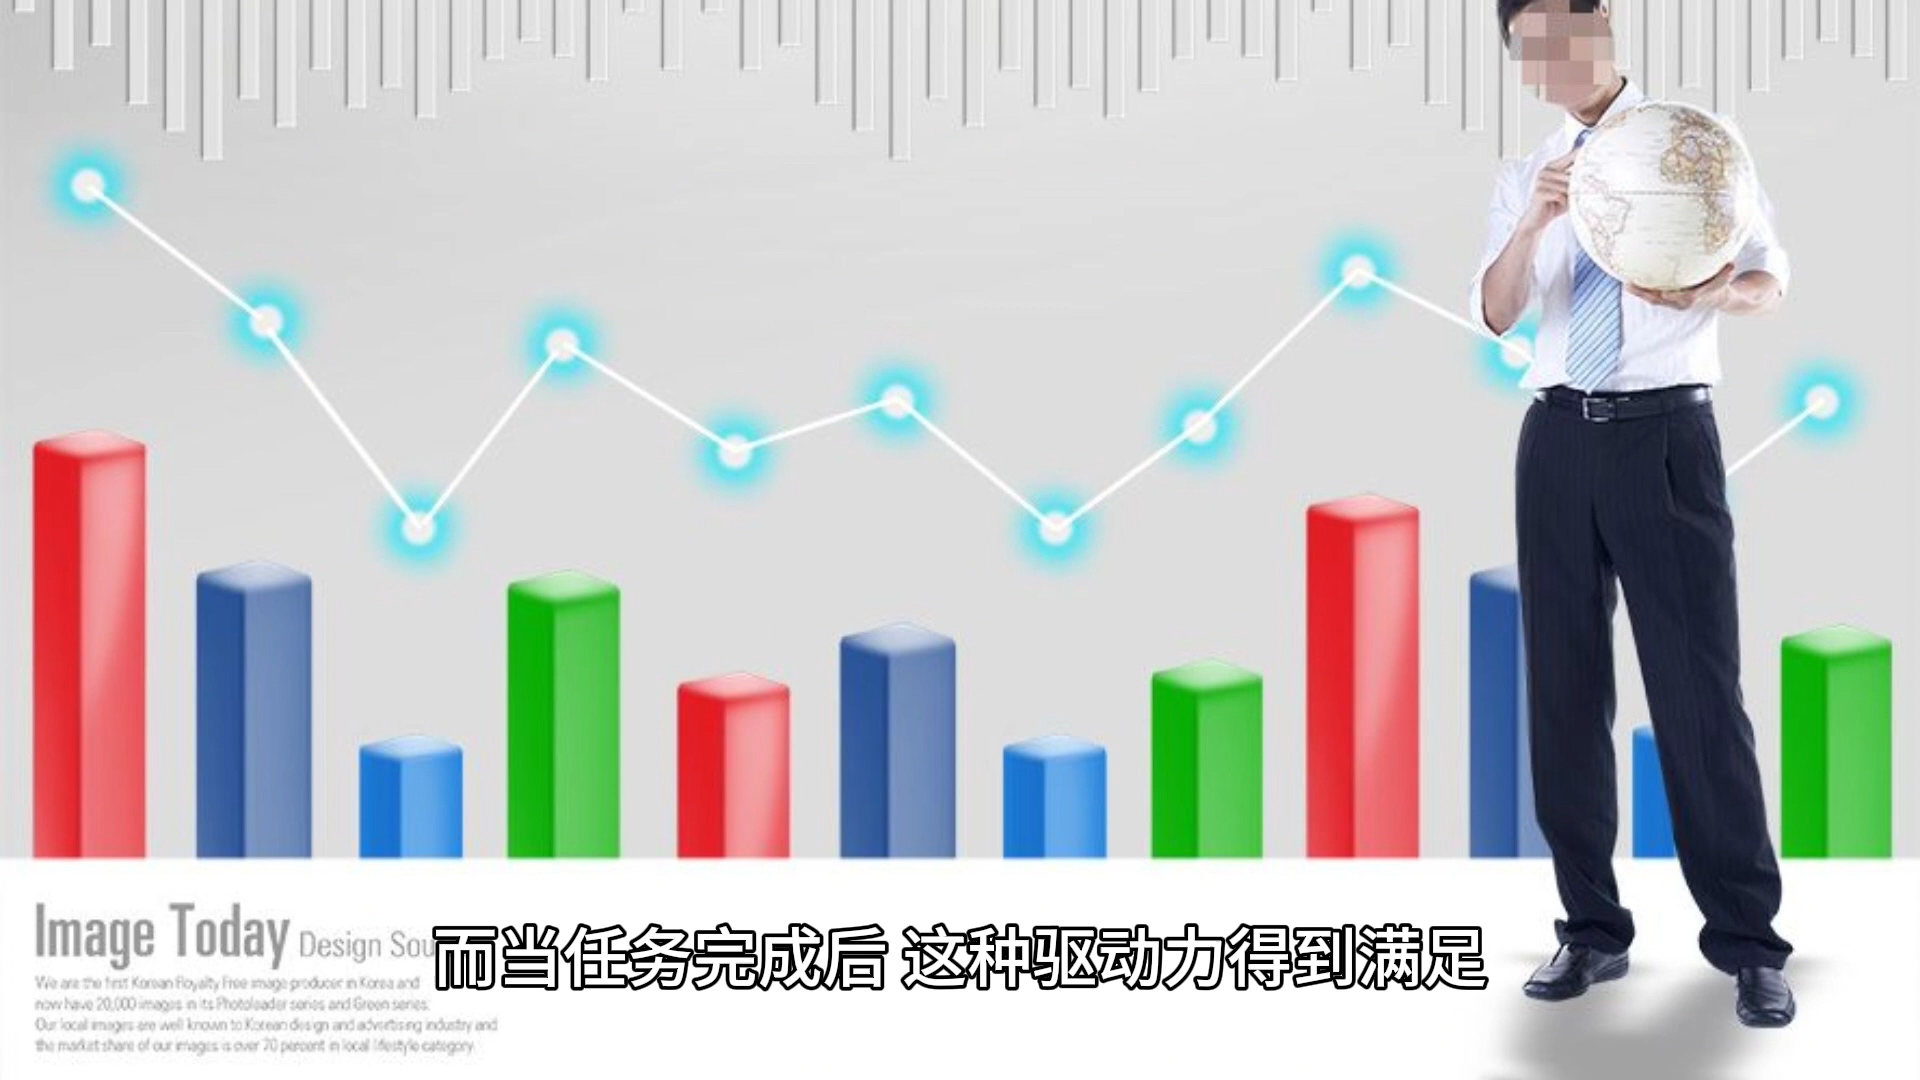 Image Today Design Sou
而当任务完成后 这种驱动力得到满足
We are the first Korean Royalty Free image producer in Korea and
now have 20,000 images in its Photoloader series and Green series.
Our local images are well known to Korean design and advertising industry and
the market share of our images is over 70 percent in local lifestyle category.